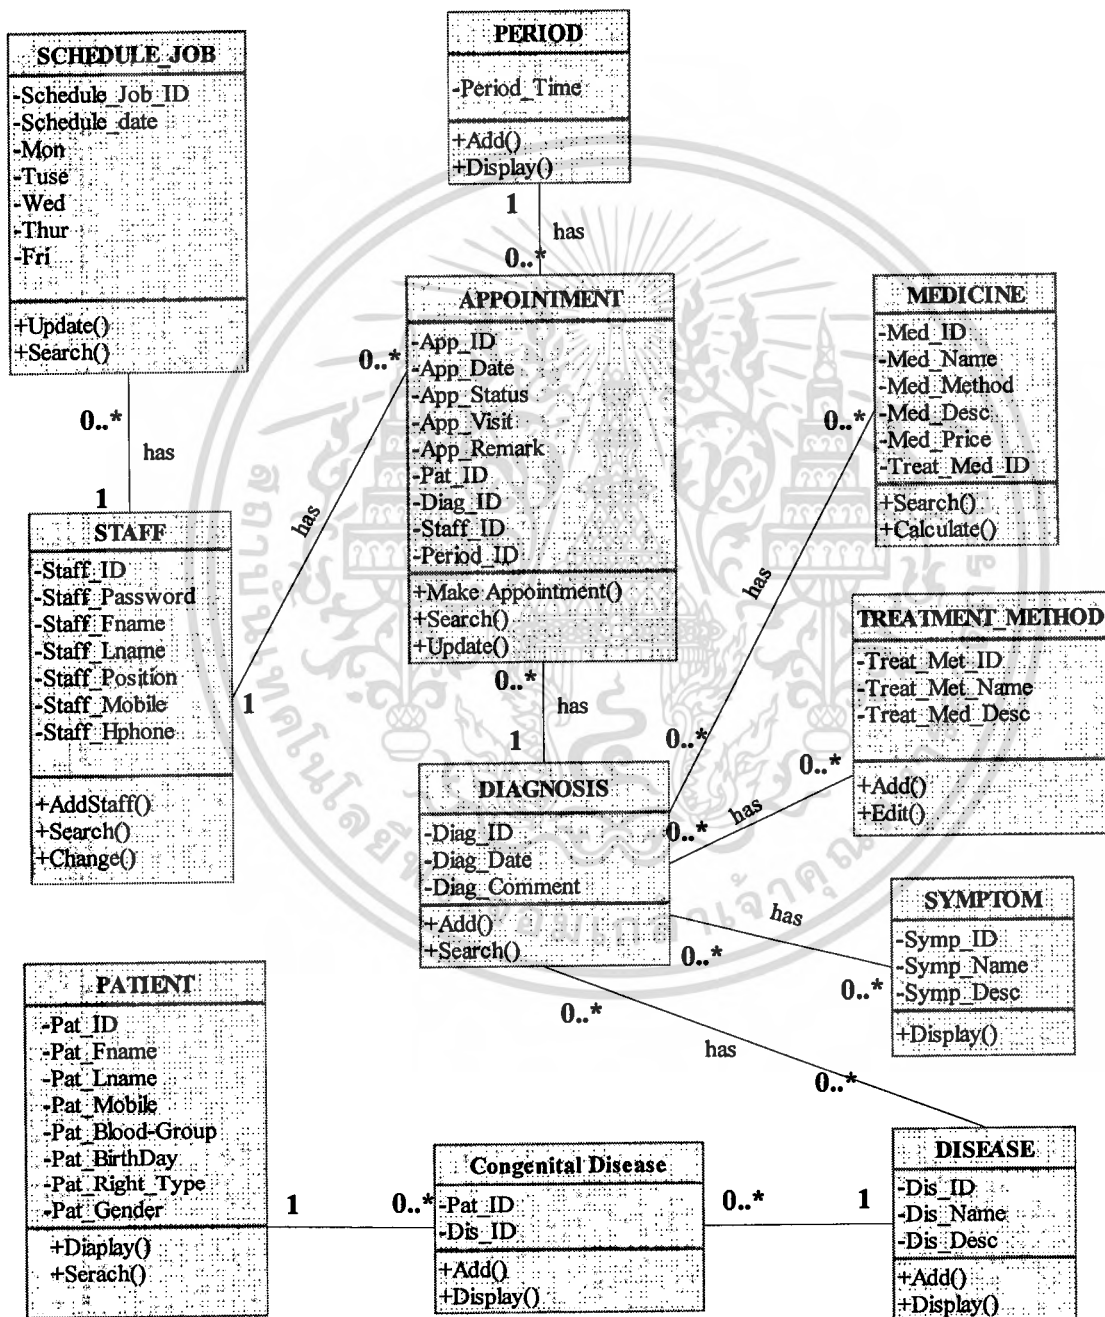 SCHEDULE_JOB
-Schedule_Job_ID
-Schedule_date
-Mon
-Tuse
-Wed
-Thur
-Fri
+Update()
+Search()
0..*
has
1
PERIOD
-Period_Time
+Add()
+Display()
1
has
0..*
APPOINTMENT
-App_ID
-App_Date
-App_Status
-App_Visit
-App_Remark
-Pat_ID
-Diag_ID
-Staff_ID
-Period_ID
+Make Appointment()
+Search()
+Update()
0..*
has
1
0..*
has
1
STAFF
-Staff_ID
-Staff_Password
-Staff_Fname
-Staff_Lname
-Staff_Position
-Staff_Mobile
-Staff_Hphone
+AddStaff()
+Search()
+Change()
MEDICINE
-Med_ID
-Med_Name
-Med_Method
-Med_Desc
-Med_Price
-Treat_Med_ID
+Search()
+Calculate()
0..*
has
0..*
TREATMENT_METHOD
-Treat_Met_ID
-Treat_Met_Name
-Treat_Med_Desc
+Add()
+Edit()
0..*
has
0..*
DIAGNOSIS
-Diag_ID
-Diag_Date
-Diag_Comment
+Add()
+Search()
has
0..*
0..*
SYMPTOM
-Symp_ID
-Symp_Name
-Symp_Desc
+Display()
0..*
has
0..*
PATIENT
-Pat_ID
-Pat_Fname
-Pat_Lname
-Pat_Mobile
-Pat_Blood-Group
-Pat_BirthDay
-Pat_Right_Type
-Pat_Gender
+Diaplay()
+Serach()
1
0..*
Congenital Disease
-Pat_ID
-Dis_ID
+Add()
+Display()
0..*
1
DISEASE
-Dis_ID
-Dis_Name
-Dis_Desc
+Add()
+Display()